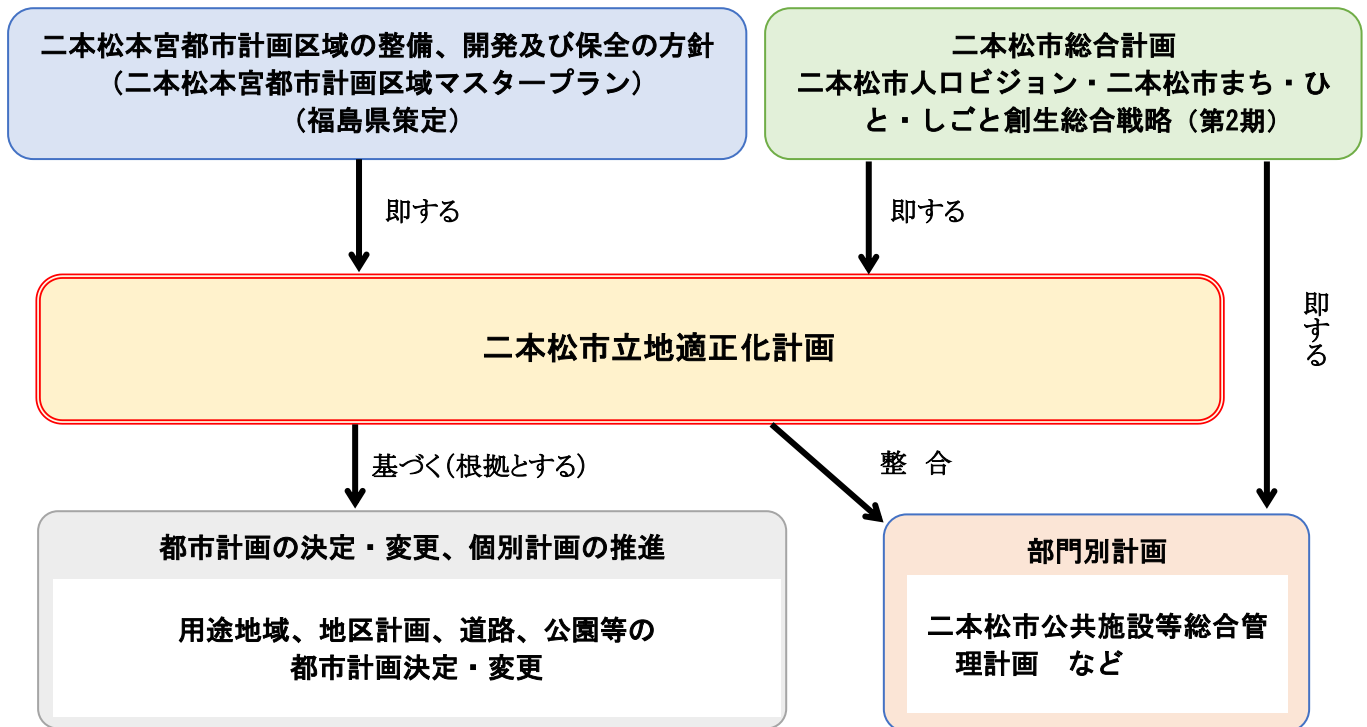 二本松本宮都市計画区域の整備、開発及び保全の方針
（二本松本宮都市計画区域マスタープラン）
（福島県策定）
二本松市総合計画
二本松市人口ビジョン・二本松市まち・ひ
と・しごと創生総合戦略（第2期）
即する
即する
即する
二本松市立地適正化計画
基づく（根拠とする）
整　合
都市計画の決定・変更、個別計画の推進
用途地域、地区計画、道路、公園等の
都市計画決定・変更
部門別計画
二本松市公共施設等総合管
理計画　など